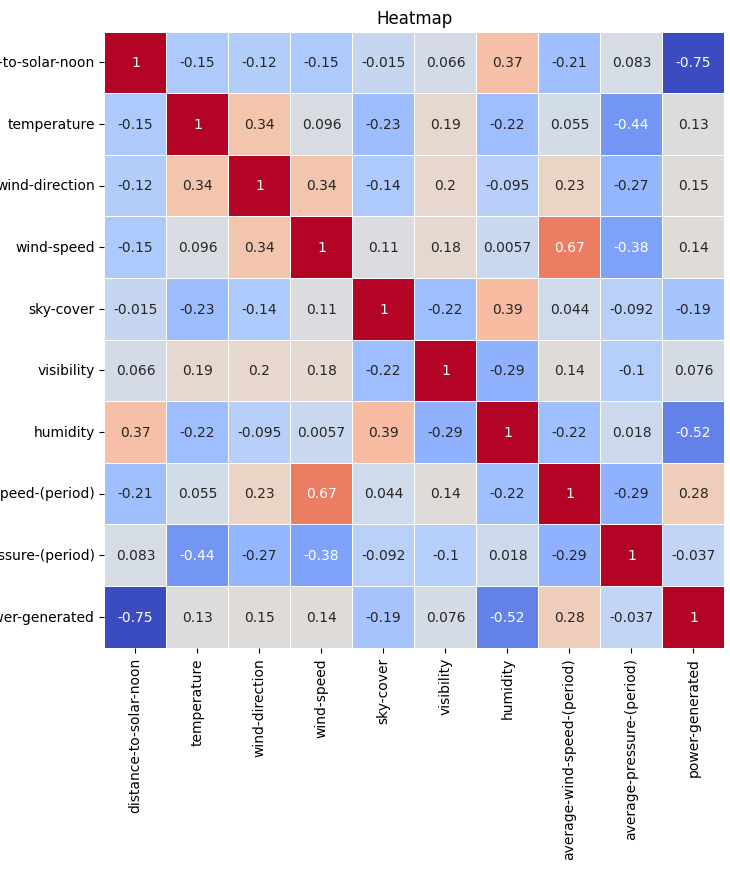 Heatmap
-to-solar-noon 1 -0.15 -0.12 -0.15 -0.015 0.066 0.37 -0.21 0.083 -0.75
temperature -0.15 1 0.34 0.096 -0.23 0.19 -0.22 0.055 -0.44 0.13
wind-direction -0.12 0.34 1 0.34 -0.14 0.2 -0.095 0.23 -0.27 0.15
wind-speed -0.15 0.096 0.34 1 0.11 0.18 0.0057 0.67 -0.38 0.14
sky-cover -0.015 -0.23 -0.14 0.11 1 -0.22 0.39 0.044 -0.092 -0.19
visibility 0.066 0.19 0.2 0.18 -0.22 1 -0.29 0.14 -0.1 0.076
humidity 0.37 -0.22 -0.095 0.0057 0.39 -0.29 1 -0.22 0.018 -0.52
peed-(period) -0.21 0.055 0.23 0.67 0.044 0.14 -0.22 1 -0.29 0.28
ssure-(period) 0.083 -0.44 -0.27 -0.38 -0.092 -0.1 0.018 -0.29 1 -0.037
wer-generated -0.75 0.13 0.15 0.14 -0.19 0.076 -0.52 0.28 -0.037 1
distance-to-solar-noon
temperature
wind-direction
wind-speed
sky-cover
visibility
humidity
average-wind-speed-(period)
average-pressure-(period)
power-generated